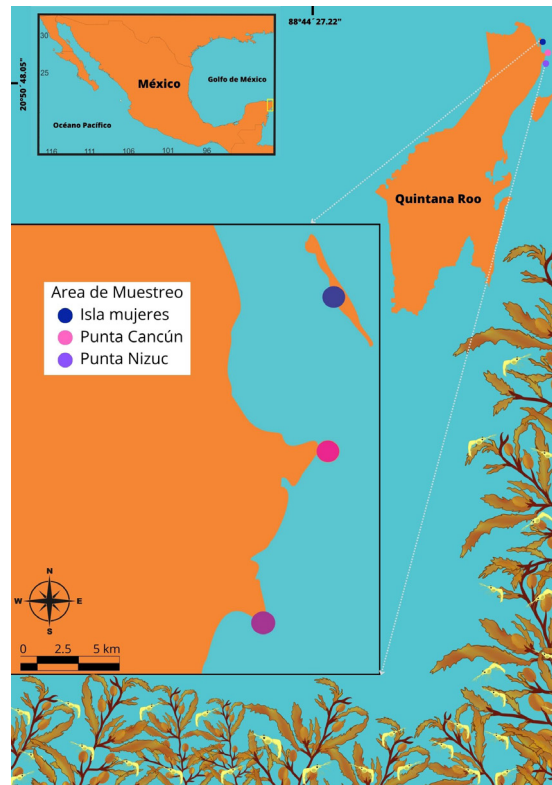 88°44´27.22"
20°50´48.05"
30
25
México
Golfo de México
Océano Pacífico
116
111
106
101
96
Quintana Roo
Area de Muestreo
Isla mujeres
Punta Cancún
Punta Nizuc
N
W
E
S
0
2.5
5 km